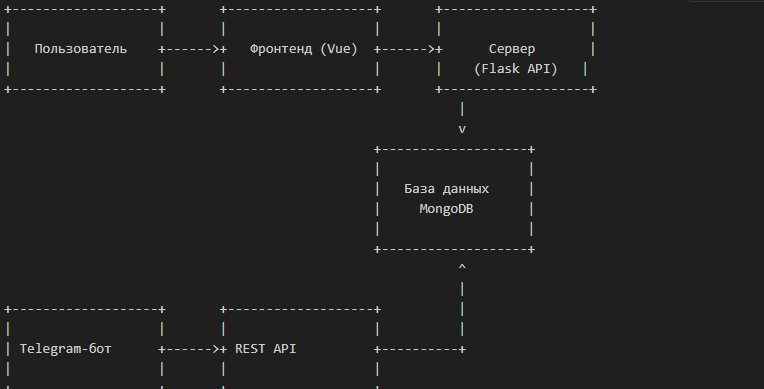 Пользователь
Фронтенд (Vue)
Сервер
(Flask API)
База данных
MongoDB
Telegram-бот
REST API